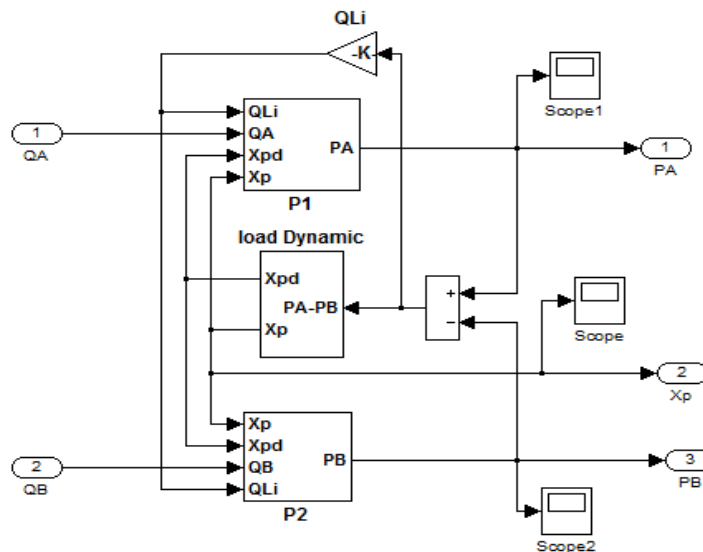 QLi
-K-
Scope1
1
QA
QLi
QA
Xpd
Xp
PA
P1
1
PA
load Dynamic
Xpd
PA-PB
Xp
+
−
Scope
2
Xp
Xp
Xpd
QB
QLi
PB
P2
2
QB
3
PB
Scope2